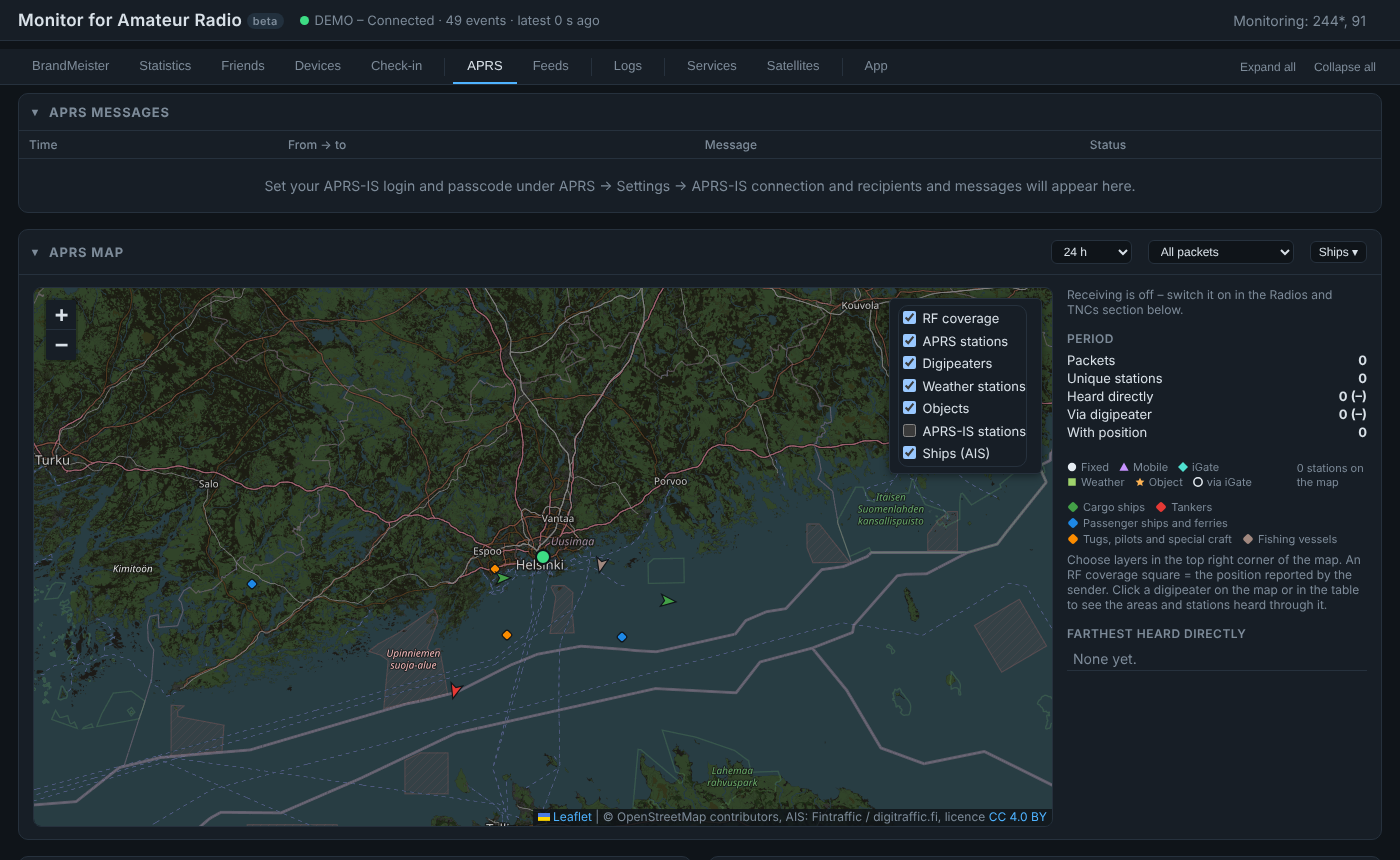 Monitor for Amateur Radio beta DEMO – Connected · 49 events · latest 0 s ago Monitoring: 244*, 91
BrandMeister Statistics Friends Devices Check-in APRS Feeds Logs Services Satellites App Expand all Collapse all
▼ APRS MESSAGES
Time From → to Message Status
Set your APRS-IS login and passcode under APRS → Settings → APRS-IS connection and recipients and messages will appear here.
▼ APRS MAP 24 h All packets Ships ▾
+
−
Kouvola
Turku
Salo
Porvoo
Vantaa
Uusimaa
Espoo
Helsinki
Kimitoön
Itäisen
Suomenlahden
kansallispuisto
Upinniemen
suoja-alue
Lahemaa
rahvuspark
RF coverage
APRS stations
Digipeaters
Weather stations
Objects
APRS-IS stations
Ships (AIS)
Leaflet | © OpenStreetMap contributors, AIS: Fintraffic / digitraffic.fi, licence CC 4.0 BY
Receiving is off – switch it on in the Radios and
TNCs section below.
PERIOD
Packets 0
Unique stations 0
Heard directly 0 (–)
Via digipeater 0 (–)
With position 0
Fixed Mobile iGate
Weather Object via iGate
0 stations on
the map
Cargo ships Tankers
Passenger ships and ferries
Tugs, pilots and special craft Fishing vessels
Choose layers in the top right corner of the map. An
RF coverage square = the position reported by the
sender. Click a digipeater on the map or in the table
to see the areas and stations heard through it.
FARTHEST HEARD DIRECTLY
None yet.